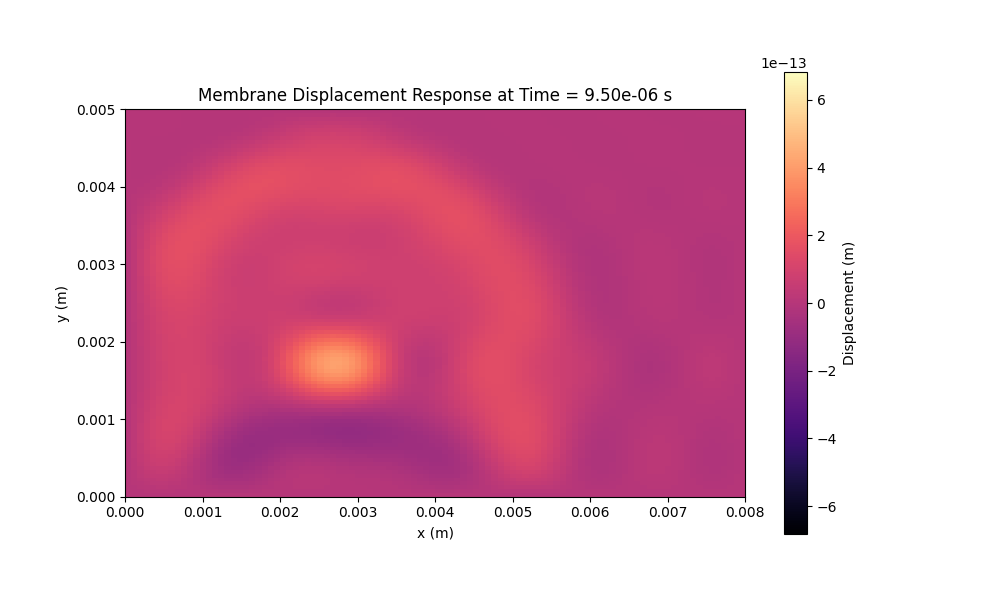 1e−13
Membrane Displacement Response at Time = 9.50e-06 s
0.005
0.004
0.003
0.002
0.001
0.000
y (m)
0.000 0.001 0.002 0.003 0.004 0.005 0.006 0.007 0.008
x (m)
6
4
2
0
−2
−4
−6
Displacement (m)